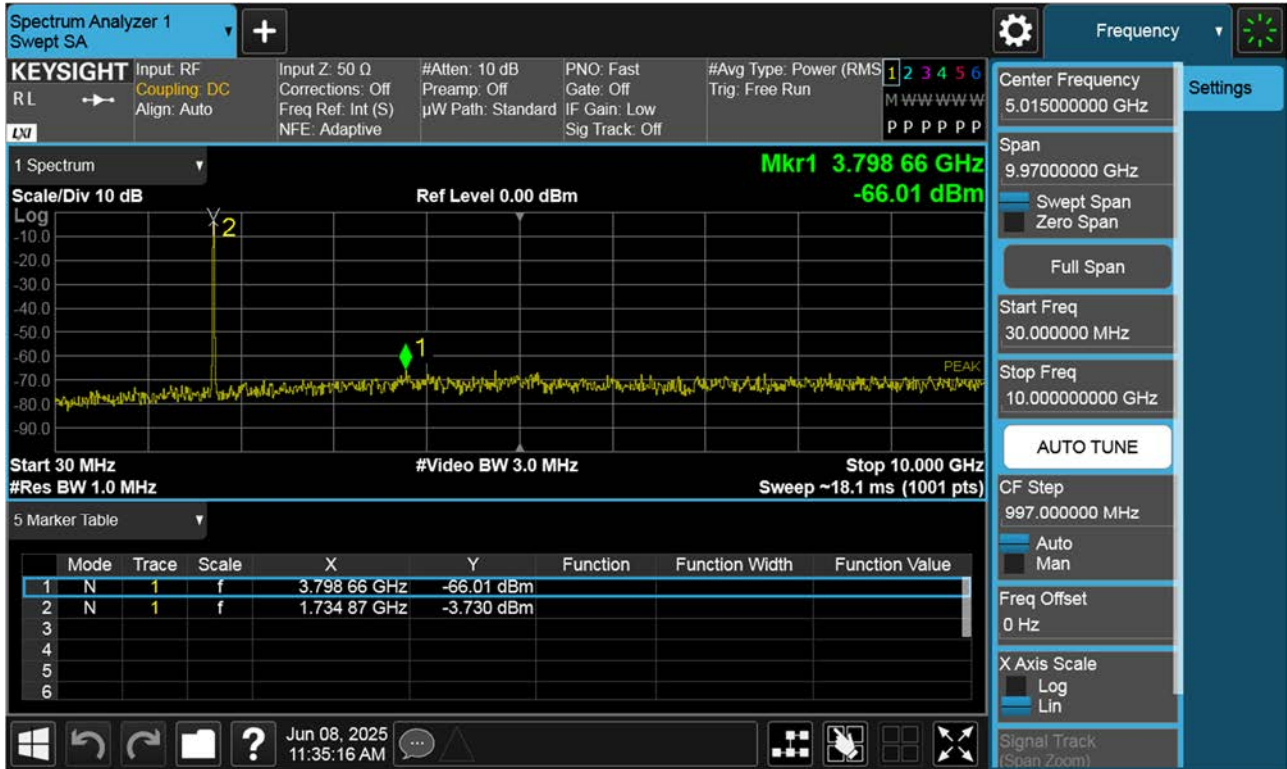 Spectrum Analyzer 1
Swept SA
+
Frequency
KEYSIGHT
RL
LXI
Input: RF
Coupling: DC
Align: Auto
Input Z: 50 Ω
Corrections: Off
Freq Ref: Int (S)
NFE: Adaptive
#Atten: 10 dB
Preamp: Off
µW Path: Standard
PNO: Fast
Gate: Off
IF Gain: Low
Sig Track: Off
#Avg Type: Power (RMS
Trig: Free Run
1 2 3 4 5 6
M W W W W W
P P P P P P
1 Spectrum
Mkr1 3.798 66 GHz
Scale/Div 10 dB
Ref Level 0.00 dBm
-66.01 dBm
Log
-10.0
-20.0
-30.0
-40.0
-50.0
-60.0
-70.0
-80.0
-90.0
2
1
PEAK
Start 30 MHz
#Video BW 3.0 MHz
Stop 10.000 GHz
#Res BW 1.0 MHz
Sweep ~18.1 ms (1001 pts)
5 Marker Table
Mode Trace Scale X Y Function Function Width Function Value
1 N 1 f 3.798 66 GHz -66.01 dBm
2 N 1 f 1.734 87 GHz -3.730 dBm
3
4
5
6
?
Jun 08, 2025
11:35:16 AM
Center Frequency
5.015000000 GHz
Settings
Span
9.97000000 GHz
Swept Span
Zero Span
Full Span
Start Freq
30.000000 MHz
Stop Freq
10.000000000 GHz
AUTO TUNE
CF Step
997.000000 MHz
Auto
Man
Freq Offset
0 Hz
X Axis Scale
Log
Lin
Signal Track
(Span Zoom)